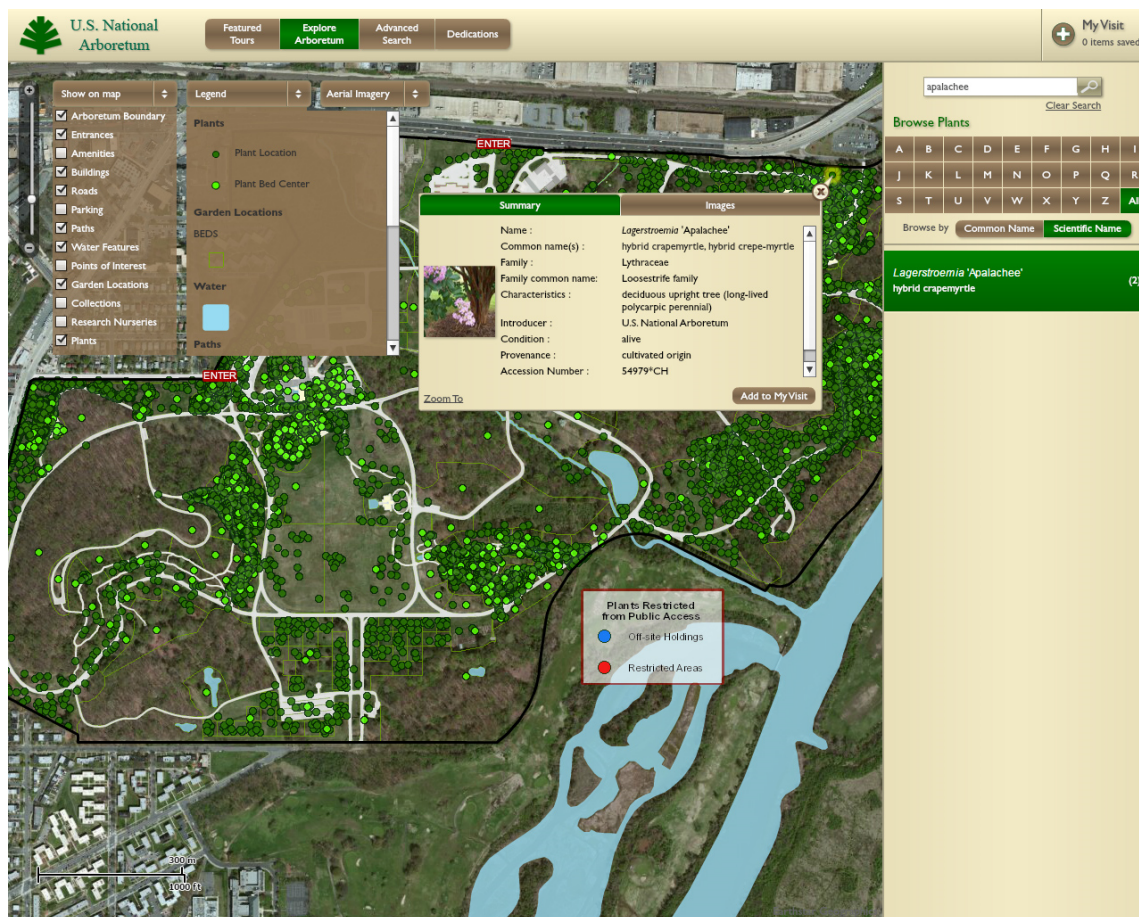 U.S. National
Arboretum
Featured
Tours
Explore
Arboretum
Advanced
Search
Dedications
My Visit
0 items saved
Show on map
Arboretum Boundary
Entrances
Amenities
Buildings
Roads
Parking
Paths
Water Features
Points of Interest
Garden Locations
Collections
Research Nurseries
Plants
Legend
Plants
Plant Location
Plant Bed Center
Garden Locations
BEDS
Water
Paths
Aerial Imagery
ENTER
ENTER
Summary
Images
Name : Lagerstroemia 'Apalachee'
Common name(s) : hybrid crapemyrtle, hybrid crepe-myrtle
Family : Lythraceae
Family common name: Loosestrife family
Characteristics : deciduous upright tree (long-lived
polycarpic perennial)
Introducer : U.S. National Arboretum
Condition : alive
Provenance : cultivated origin
Accession Number : 54979*CH
Zoom To
Add to My Visit
Plants Restricted
from Public Access
Off-site Holdings
Restricted Areas
300 m
1000 ft
apalachee
Clear Search
Browse Plants
A B C D E F G H I
J K L M N O P Q R
S T U V W X Y Z All
Browse by Common Name Scientific Name
Lagerstroemia 'Apalachee'
hybrid crapemyrtle
(2)